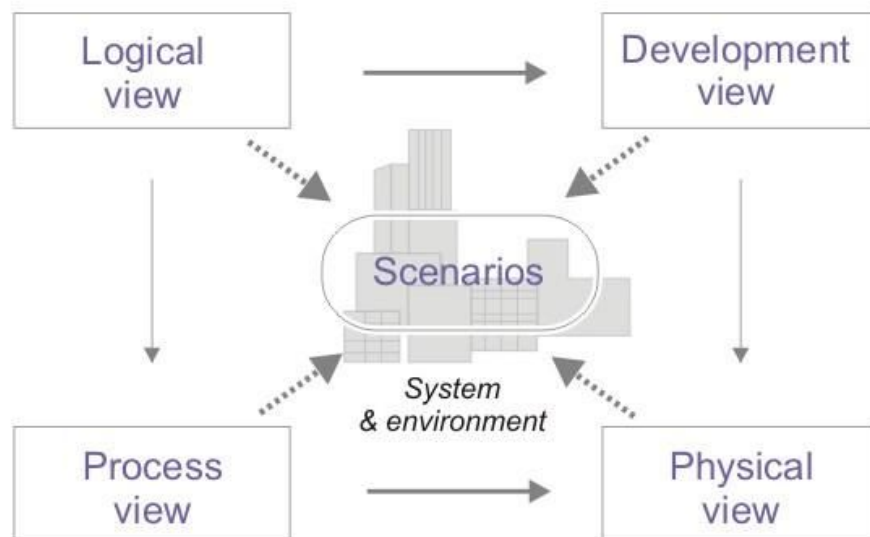 Logical
view
Development
view
Scenarios
System
& environment
Process
view
Physical
view